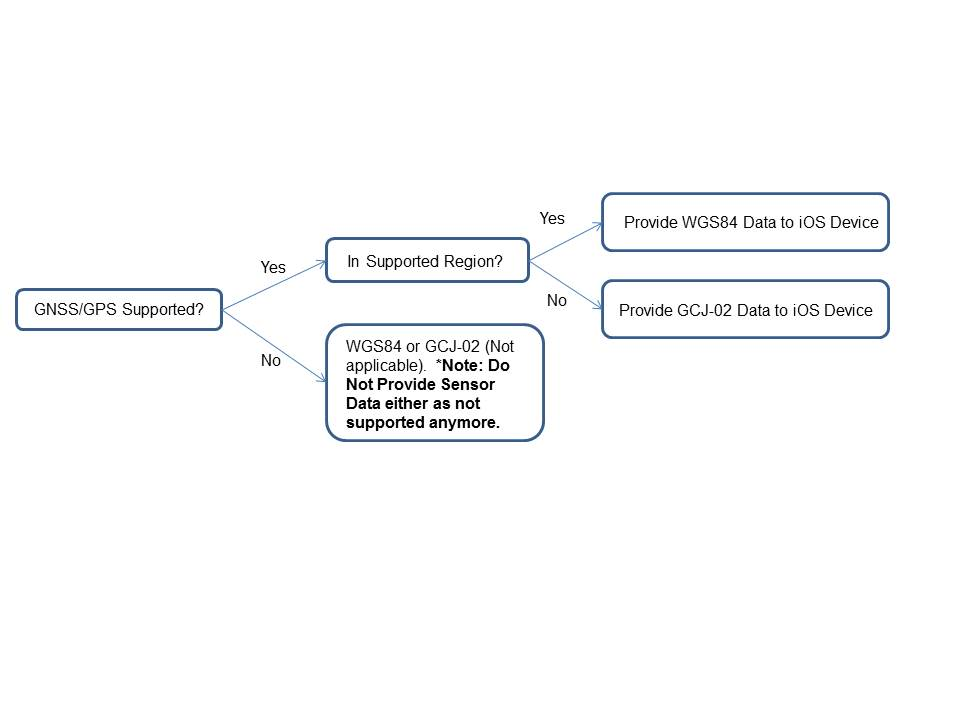 Yes
Provide WGS84 Data to iOS Device
Yes
In Supported Region?
No
GNSS/GPS Supported?
Provide GCJ-02 Data to iOS Device
No
WGS84 or GCJ-02 (Not
applicable).  *Note: Do
Not Provide Sensor
Data either as not
supported anymore.